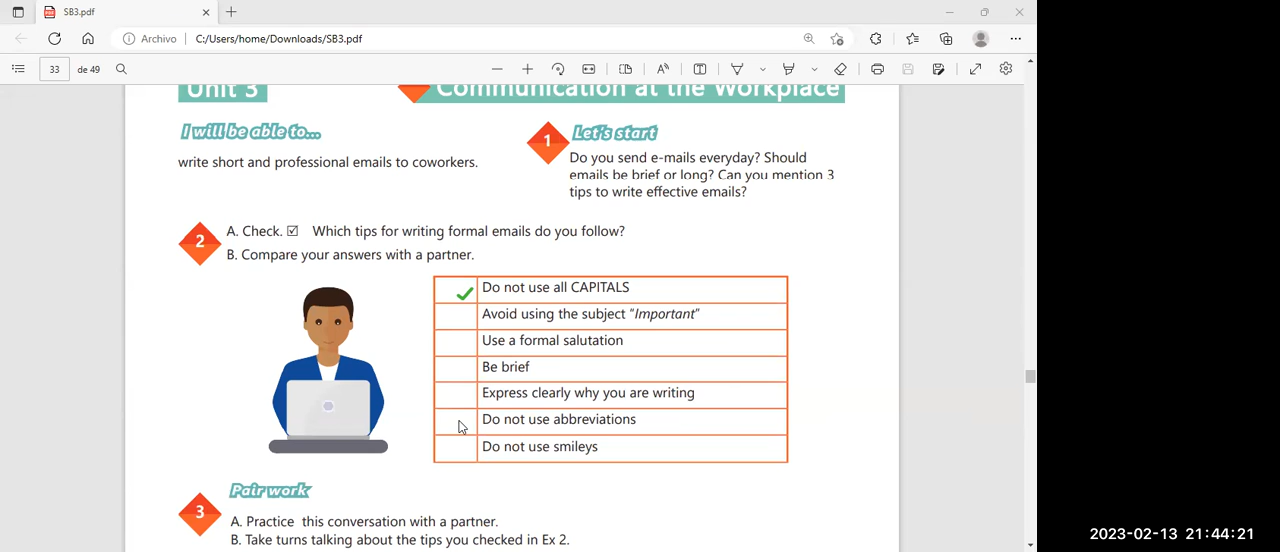 SB3.pdf
Archivo
C:/Users/home/Downloads/SB3.pdf
33
de 49
Unit 3
Communication at the Workplace
I will be able to...
write short and professional emails to coworkers.
1
Let's start
Do you send e-mails everyday? Should
emails be brief or long? Can you mention 3
tips to write effective emails?
2
A. Check. ☑ Which tips for writing formal emails do you follow?
B. Compare your answers with a partner.
Do not use all CAPITALS
Avoid using the subject "Important"
Use a formal salutation
Be brief
Express clearly why you are writing
Do not use abbreviations
Do not use smileys
3
Pair work
A. Practice this conversation with a partner.
B. Take turns talking about the tips you checked in Ex 2.
2023-02-13 21:44:21